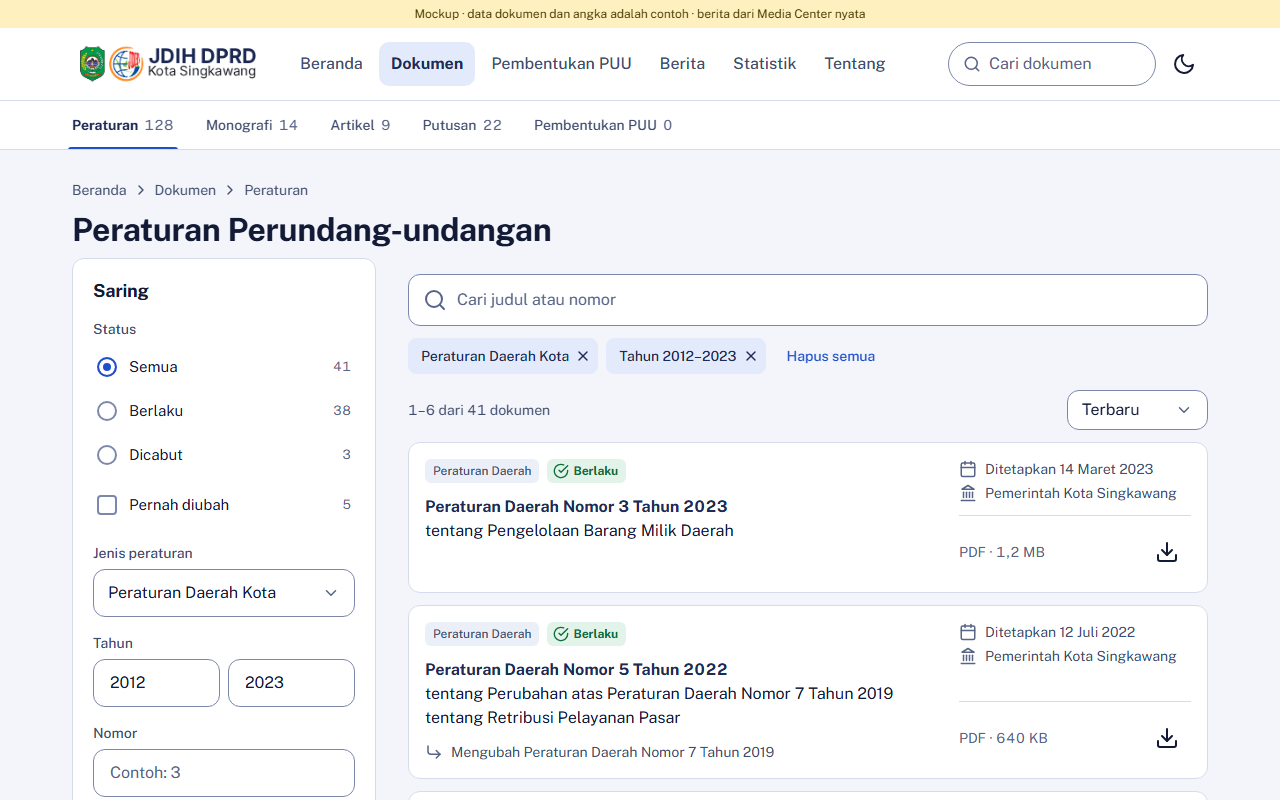 Mockup · data dokumen dan angka adalah contoh · berita dari Media Center nyata
JDIH DPRD
Kota Singkawang
Beranda
Dokumen
Pembentukan PUU
Berita
Statistik
Tentang
Cari dokumen
Peraturan 128
Monografi 14
Artikel 9
Putusan 22
Pembentukan PUU 0
Beranda > Dokumen > Peraturan
Peraturan Perundang-undangan
Saring
Status
Semua 41
Berlaku 38
Dicabut 3
Pernah diubah 5
Jenis peraturan
Peraturan Daerah Kota
Tahun
2012
2023
Nomor
Contoh: 3
Cari judul atau nomor
Peraturan Daerah Kota
Tahun 2012–2023
Hapus semua
1–6 dari 41 dokumen
Terbaru
Peraturan Daerah
Berlaku
Peraturan Daerah Nomor 3 Tahun 2023
tentang Pengelolaan Barang Milik Daerah
Ditetapkan 14 Maret 2023
Pemerintah Kota Singkawang
PDF · 1,2 MB
Peraturan Daerah
Berlaku
Peraturan Daerah Nomor 5 Tahun 2022
tentang Perubahan atas Peraturan Daerah Nomor 7 Tahun 2019
tentang Retribusi Pelayanan Pasar
Mengubah Peraturan Daerah Nomor 7 Tahun 2019
Ditetapkan 12 Juli 2022
Pemerintah Kota Singkawang
PDF · 640 KB